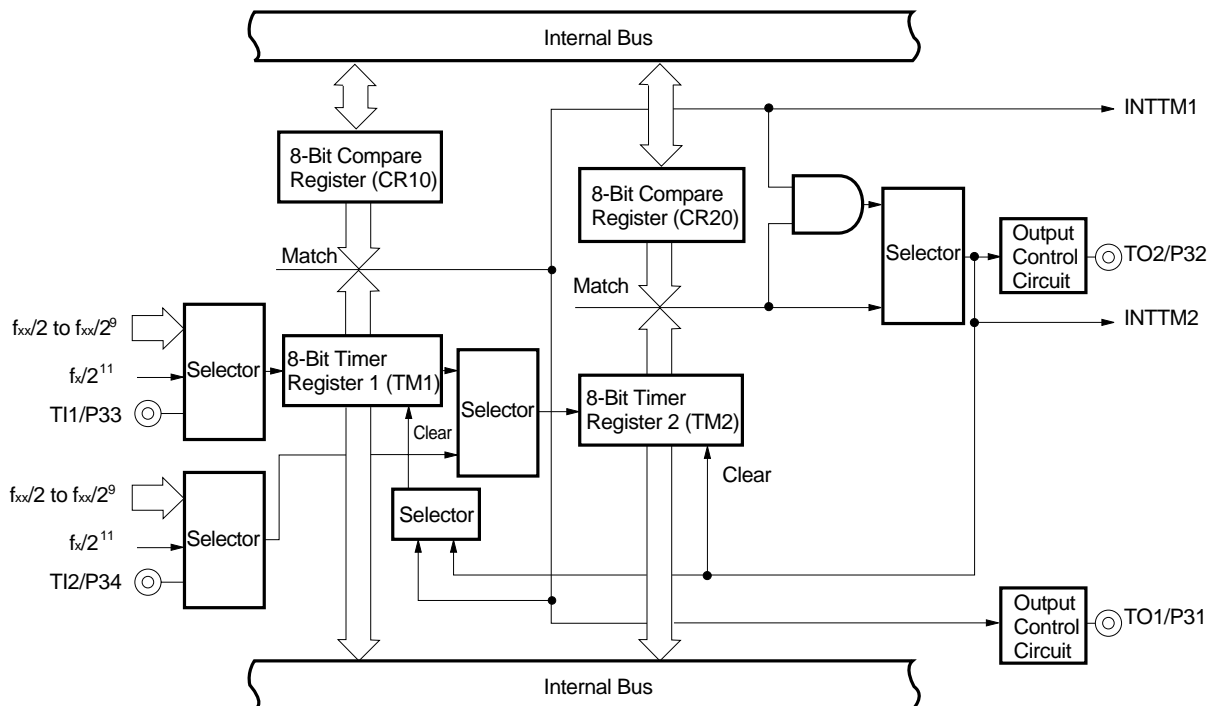 Internal Bus
INTTM1
8-Bit Compare
Register (CR10)
8-Bit Compare
Register (CR20)
Selector
Output
Control
Circuit
TO2/P32
Match
Match
INTTM2
fxx/2 to fxx/2⁹
fx/2¹¹
TI1/P33
Selector
8-Bit Timer
Register 1 (TM1)
Selector
8-Bit Timer
Register 2 (TM2)
Clear
Clear
fxx/2 to fxx/2⁹
fx/2¹¹
TI2/P34
Selector
Selector
Output
Control
Circuit
TO1/P31
Internal Bus